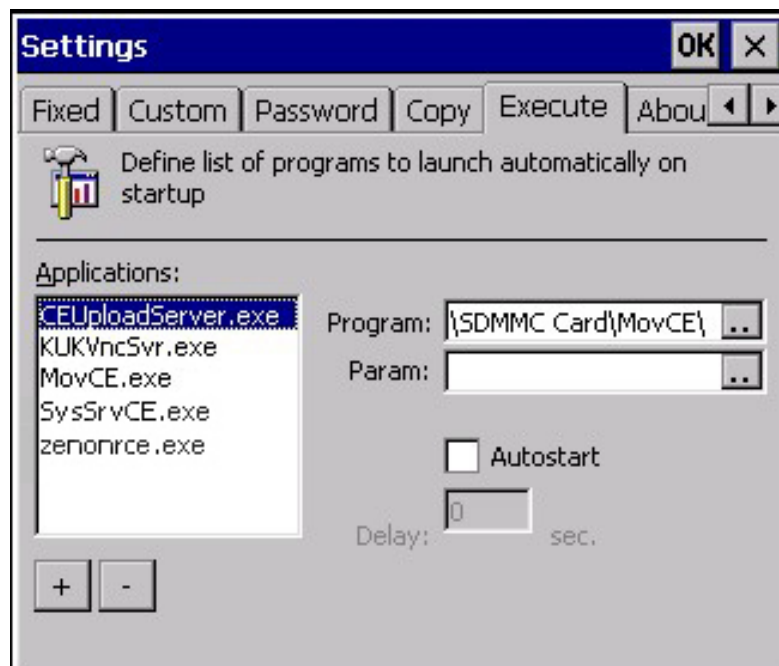 Settings OK ×
Fixed Custom Password Copy Execute Abou
Define list of programs to launch automatically on
startup
Applications:
CEUploadServer.exe
KUKVncSvr.exe
MovCE.exe
SysSrvCE.exe
zenonrce.exe
Program: \SDMMC Card\MovCE\ ..
Param: ..
Autostart
Delay: 0 sec.
+ -